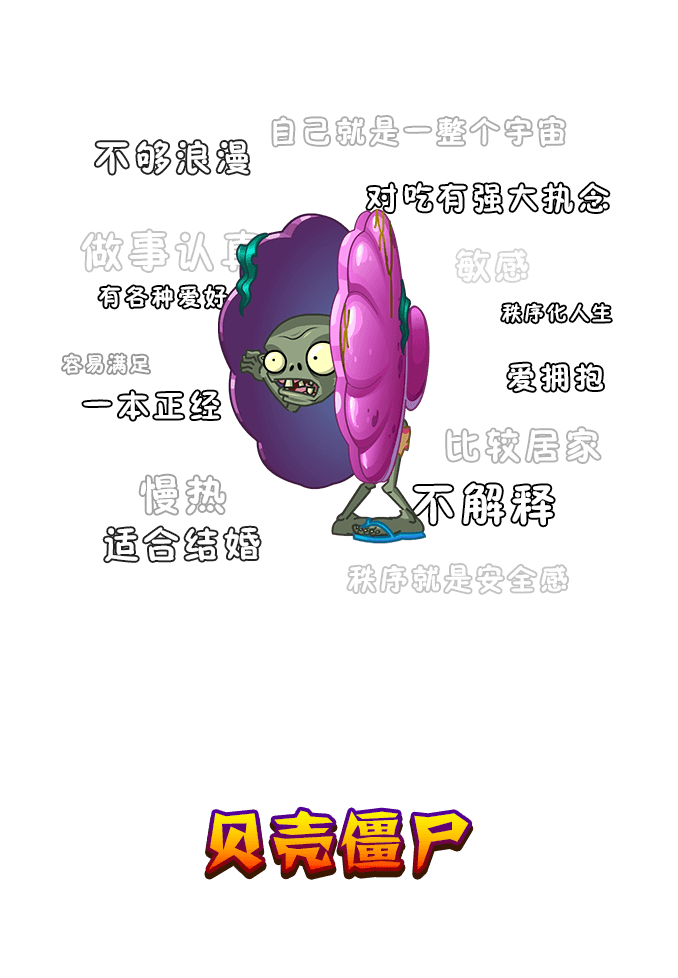 自己就是一整个宇宙
不够浪漫
对吃有强大执念
做事认真
敏感
有各种爱好
秩序化人生
容易满足
爱拥抱
一本正经
比较居家
慢热
不解释
适合结婚
秩序就是安全感
贝壳僵尸